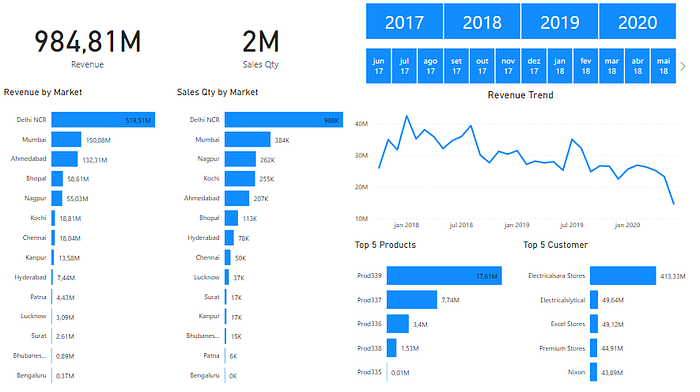 984,81M
Revenue
2M
Sales Qty
2017 2018 2019 2020
jun 17 jul 17 ago 17 set 17 out 17 nov 17 dez 17 jan 18 fev 18 mar 18 abr 18 mai 18
Revenue by Market
Delhi NCR 519,51M
Mumbai 150,08M
Ahmedabad 132,31M
Bhopal 58,61M
Nagpur 55,03M
Kochi 18,81M
Chennai 18,04M
Kanpur 13,58M
Hyderabad 7,44M
Patna 4,43M
Lucknow 3,09M
Surat 2,61M
Bhubanes... 0,89M
Bengaluru 0,37M
Sales Qty by Market
Delhi NCR 988K
Mumbai 384K
Nagpur 262K
Kochi 255K
Ahmedabad 207K
Bhopal 113K
Hyderabad 78K
Chennai 50K
Lucknow 37K
Surat 17K
Kanpur 17K
Bhubanes... 15K
Patna 6K
Bengaluru 0K
Revenue Trend
40M
30M
20M
10M
jan 2018 jul 2018 jan 2019 jul 2019 jan 2020
Top 5 Products
Prod339 17,61M
Prod337 7,74M
Prod336 3,4M
Prod338 1,53M
Prod335 0,01M
Top 5 Customer
Electricalsara Stores 413,33M
Electricalslytical 49,64M
Excel Stores 49,12M
Premium Stores 44,91M
Nixon 43,89M